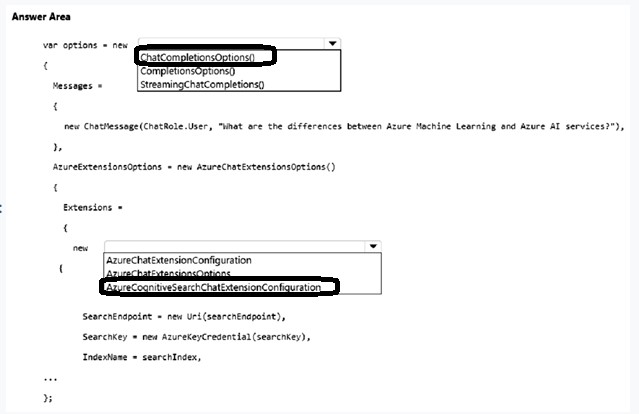 Answer Area
var options = new
ChatCompletionsOptions()
CompletionsOptions()
StreamingChatCompletions()
{
Messages =
{
new ChatMessage(ChatRole.User, "What are the differences between Azure Machine Learning and Azure AI services?"),
},
AzureExtensionsOptions = new AzureChatExtensionsOptions()
{
Extensions =
{
new
AzureChatExtensionConfiguration
AzureChatExtensionsOptions
AzureCognitiveSearchChatExtensionConfiguration
{
SearchEndpoint = new Uri(searchEndpoint),
SearchKey = new AzureKeyCredential(searchKey),
IndexName = searchIndex,
...
};